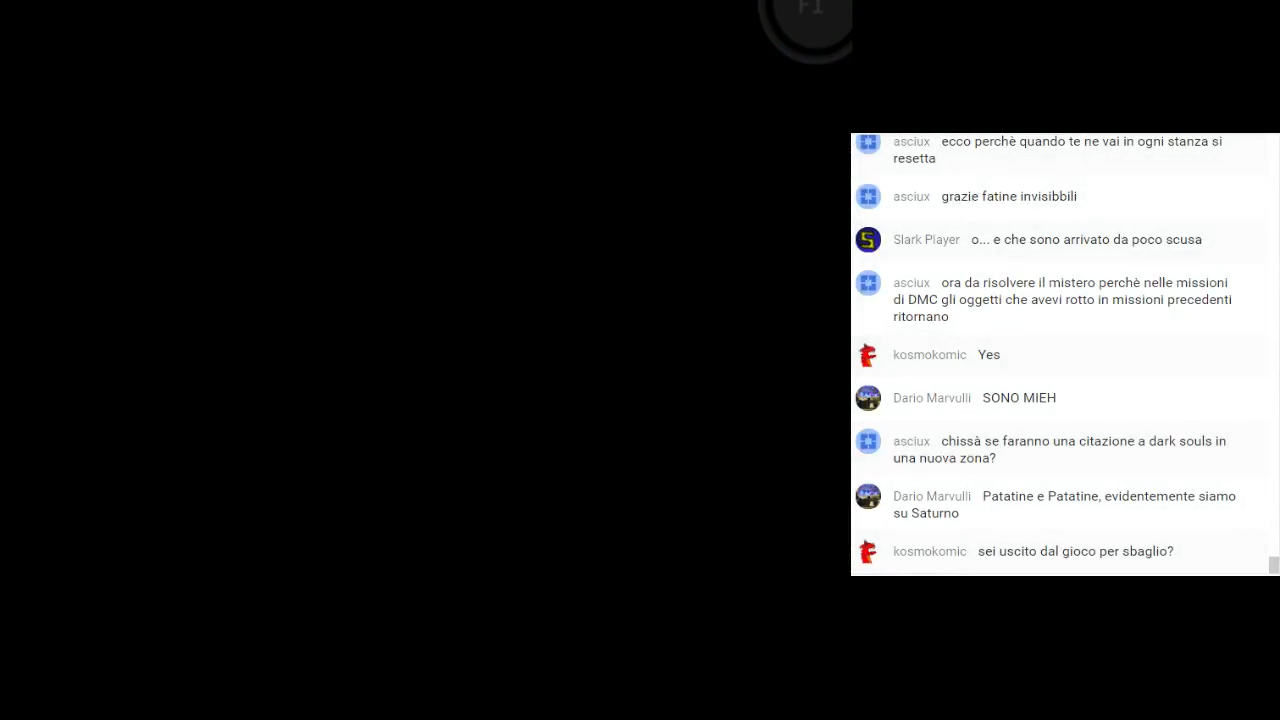 FI
asciux ecco perchè quando te ne vai in ogni stanza si
resetta
asciux grazie fatine invisibbili
Slark Player o... e che sono arrivato da poco scusa
asciux ora da risolvere il mistero perchè nelle missioni
di DMC gli oggetti che avevi rotto in missioni precedenti
ritornano
kosmokomic Yes
Dario Marvulli SONO MIEH
asciux chissà se faranno una citazione a dark souls in
una nuova zona?
Dario Marvulli Patatine e Patatine, evidentemente siamo
su Saturno
kosmokomic sei uscito dal gioco per sbaglio?